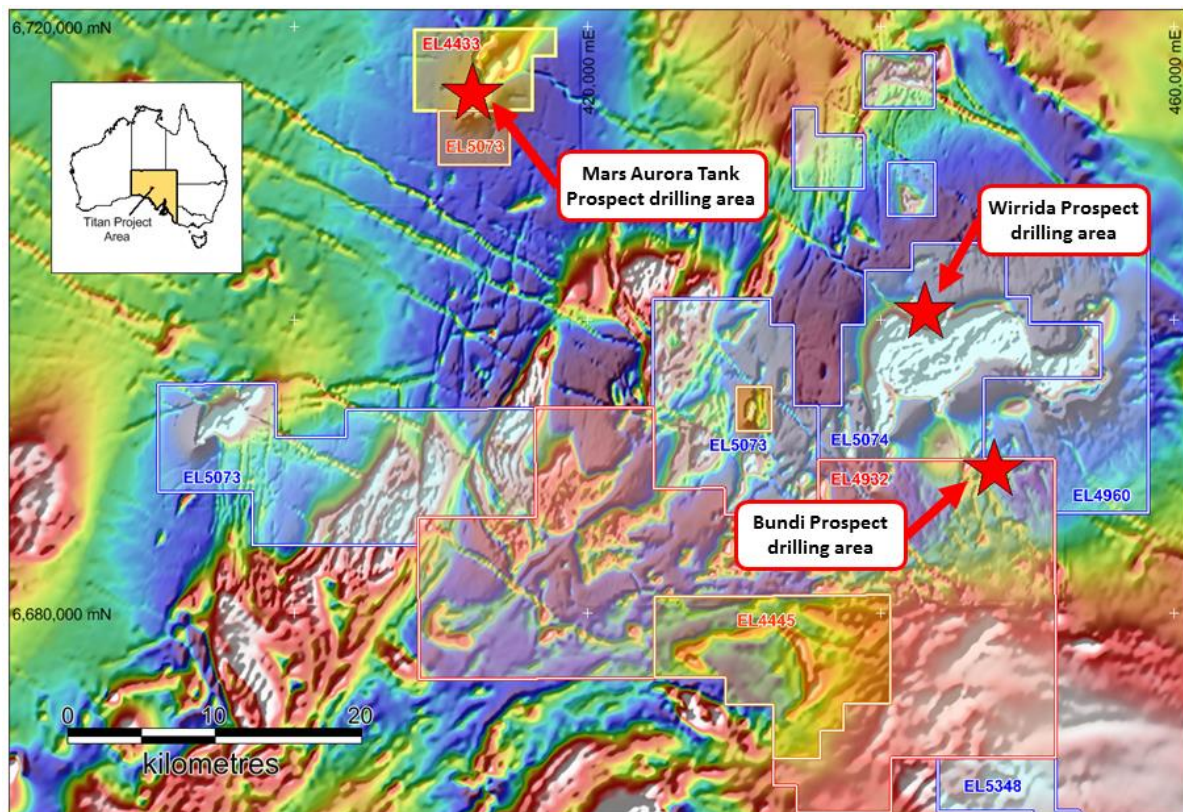 6,720,000 mN
EL4433
420,000 mE
460,000 mE
EL5073
Mars Aurora Tank
Prospect drilling area
Titan Project
Area
Wirrida Prospect
drilling area
EL5073
EL5073
EL5074
EL4932
EL4960
Bundi Prospect
drilling area
6,680,000 mN
EL4445
0 10 20
kilometres
EL5348